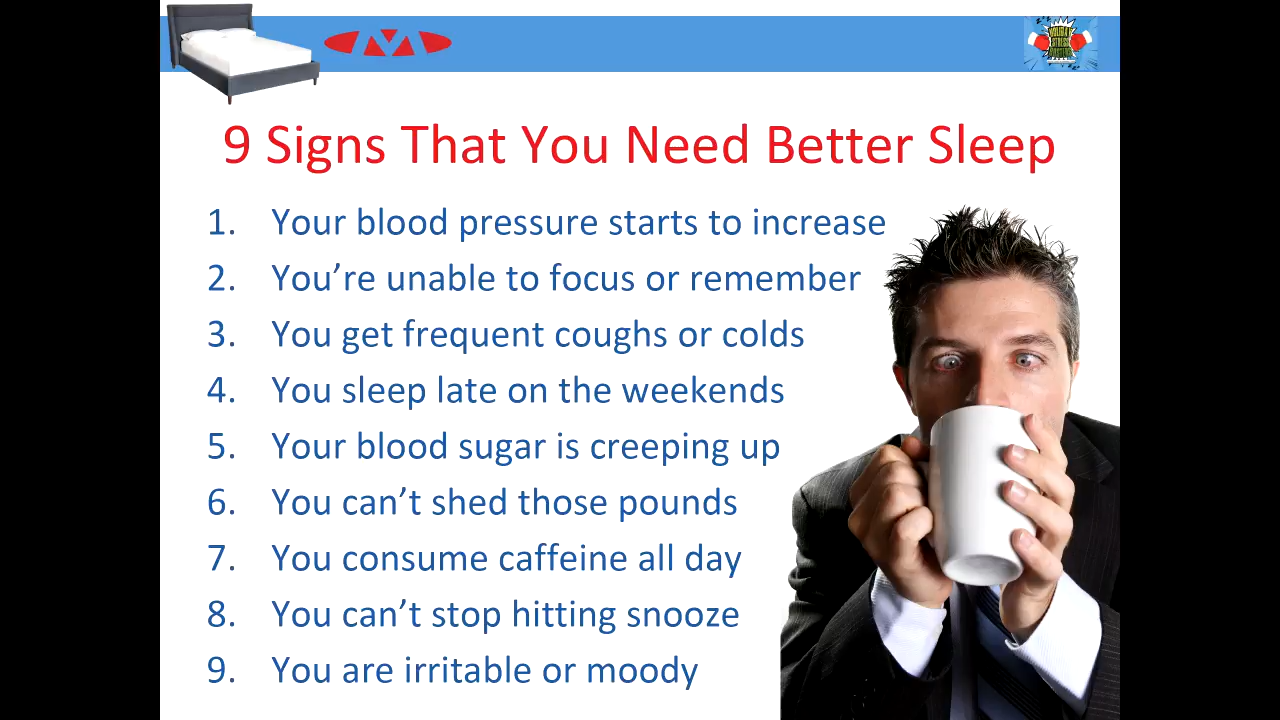 M
HOLIDAY
STRESS
BUSTERS
9 Signs That You Need Better Sleep
1. Your blood pressure starts to increase
2. You’re unable to focus or remember
3. You get frequent coughs or colds
4. You sleep late on the weekends
5. Your blood sugar is creeping up
6. You can’t shed those pounds
7. You consume caffeine all day
8. You can’t stop hitting snooze
9. You are irritable or moody